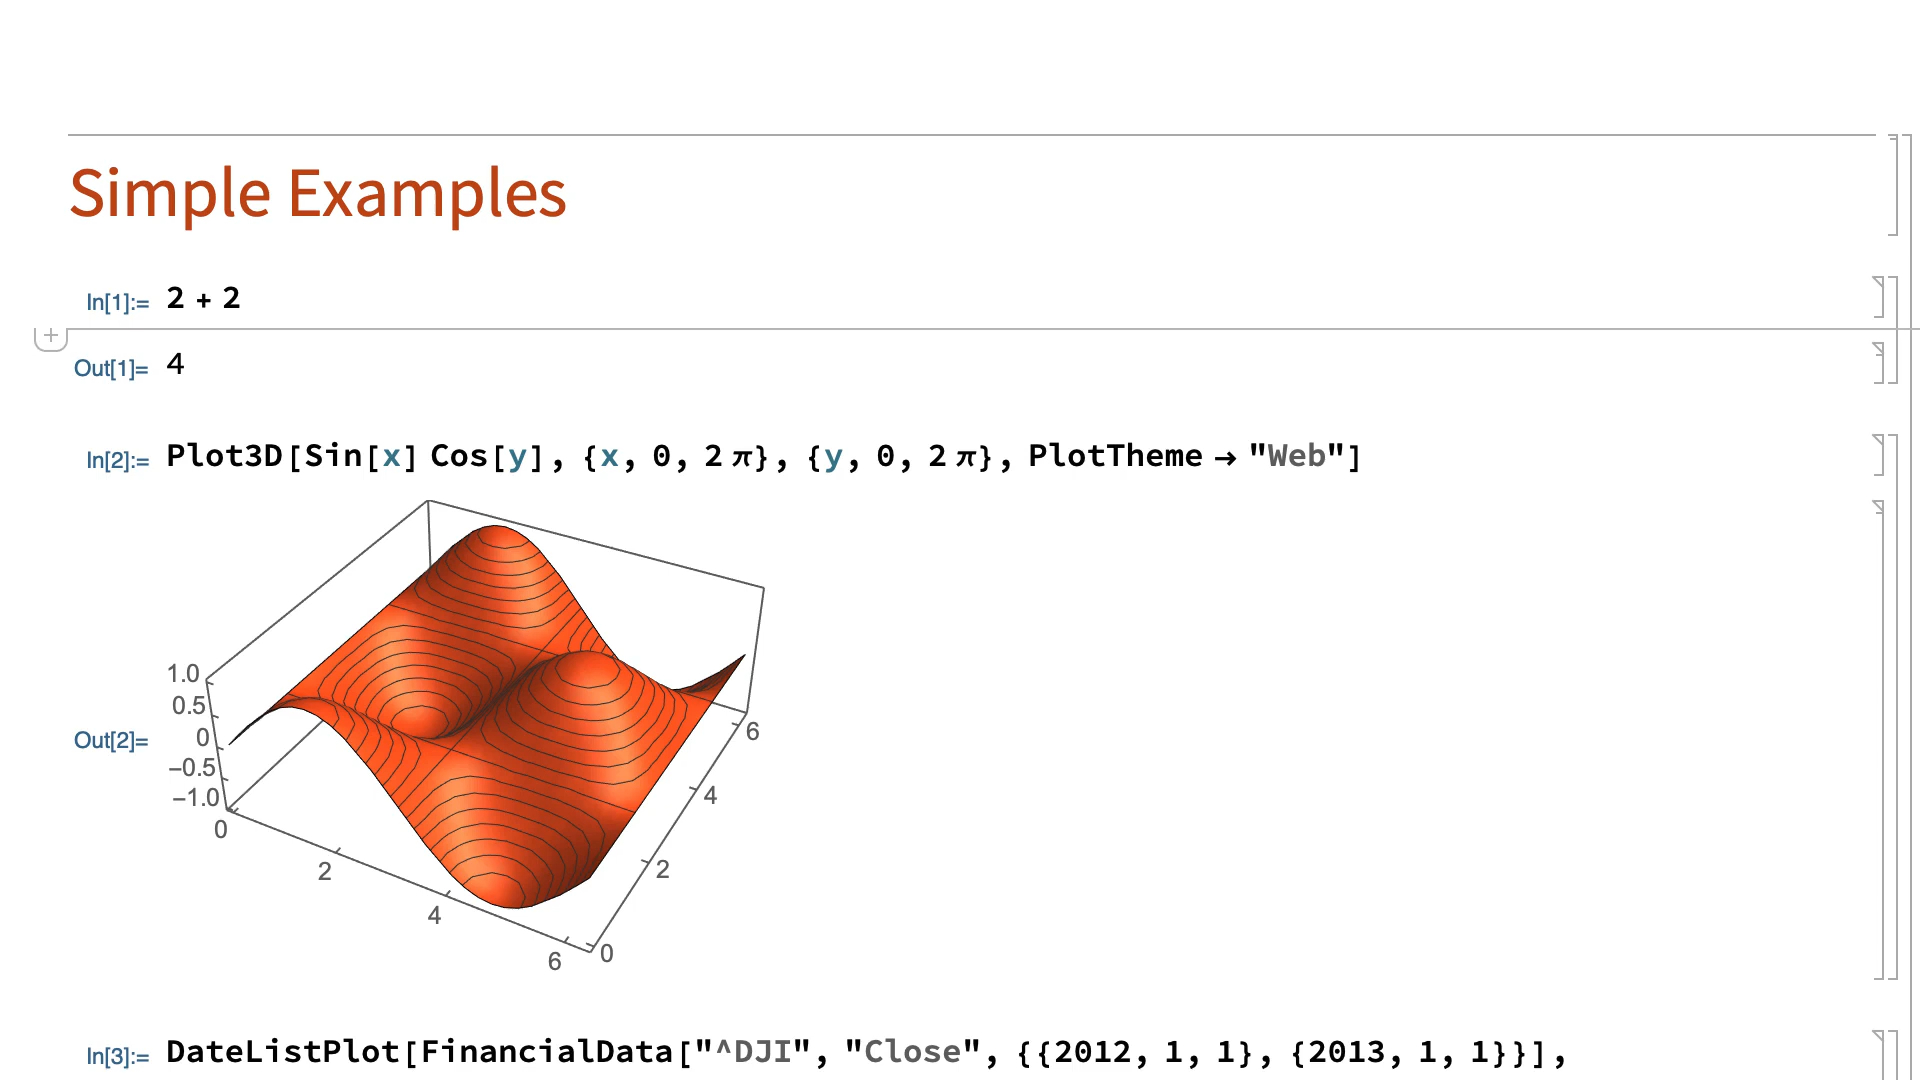 Simple Examples
In[1]:= 2 + 2
+
Out[1]= 4
In[2]:= Plot3D[Sin[x] Cos[y], {x, 0, 2 π}, {y, 0, 2 π}, PlotTheme → "Web"]
1.0
0.5
0
−0.5
−1.0
Out[2]=
0
2
4
6
0
2
4
6
In[3]:= DateListPlot[FinancialData["^DJI", "Close", {{2012, 1, 1}, {2013, 1, 1}}],